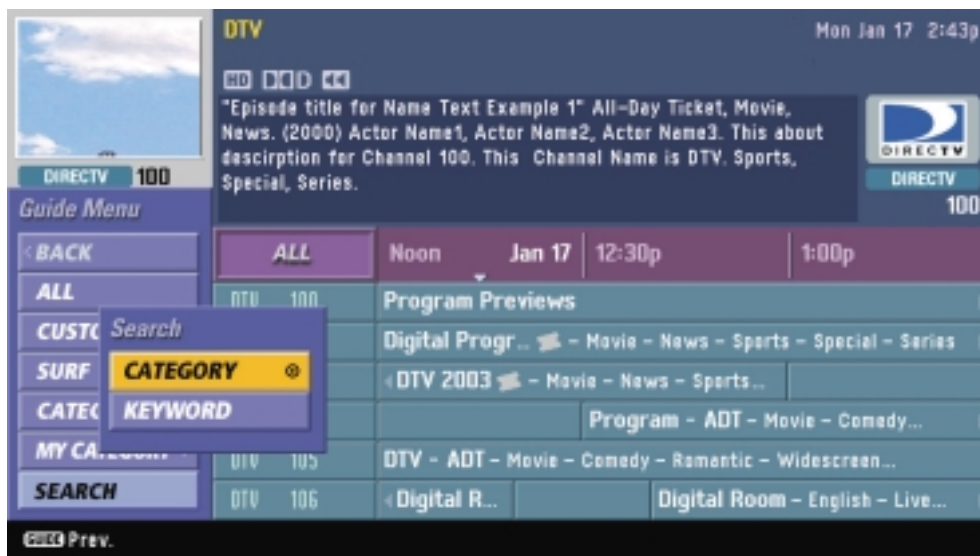 DTV
Mon Jan 17 2:43p
HD DD
"Episode title for Name Text Example 1" All-Day Ticket, Movie,
News. (2000) Actor Name1, Actor Name2, Actor Name3. This about
descirption for Channel 100. This Channel Name is DTV. Sports,
Special, Series.
DIRECTV
DIRECTV
100
DIRECTV 100
Guide Menu
BACK
ALL
CUSTO
SURF
CATEG
MY CA
SEARCH
Search
CATEGORY
KEYWORD
ALL
Noon Jan 17 12:30p 1:00p
DTV 100 Program Previews
Digital Progr... – Movie – News – Sports – Special – Series
DTV 2003 – Movie – News – Sports...
Program – ADT – Movie – Comedy...
DTV 105 DTV – ADT – Movie – Comedy – Romantic – Widescreen...
DTV 106 Digital R... Digital Room – English – Live...
GUIDE Prev.